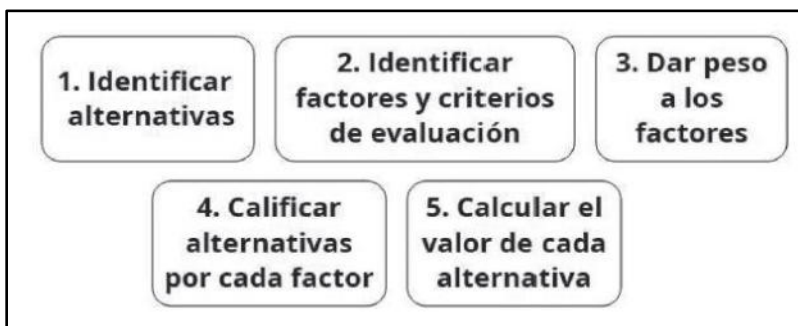 1. Identificar
alternativas
2. Identificar
factores y criterios
de evaluación
3. Dar peso
a los
factores
4. Calificar
alternativas
por cada factor
5. Calcular el
valor de cada
alternativa